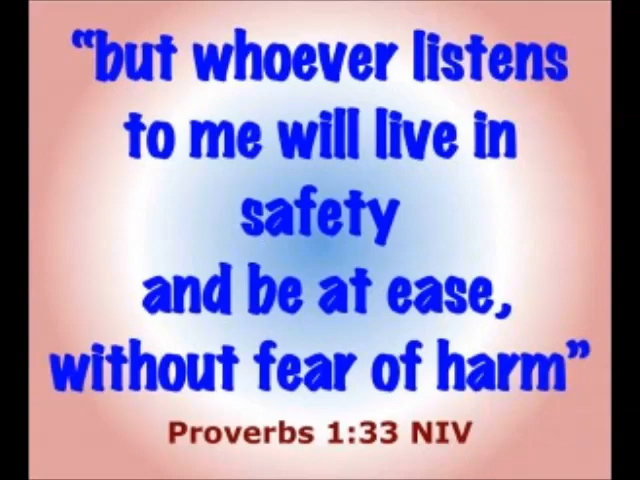 “but whoever listens
to me will live in
safety
and be at ease,
without fear of harm”
Proverbs 1:33 NIV